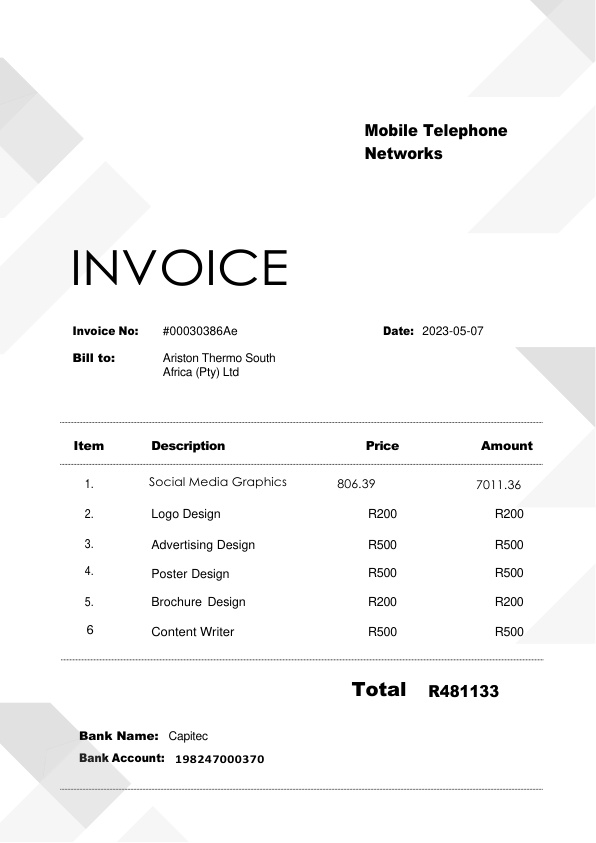 Mobile Telephone
Networks
INVOICE
Invoice No: #00030386Ae Date: 2023-05-07
Bill to: Ariston Thermo South
Africa (Pty) Ltd
Item Description Price Amount
1. Social Media Graphics 806.39 7011.36
2. Logo Design R200 R200
3. Advertising Design R500 R500
4. Poster Design R500 R500
5. Brochure Design R200 R200
6 Content Writer R500 R500
Total R481133
Bank Name: Capitec
Bank Account: 198247000370